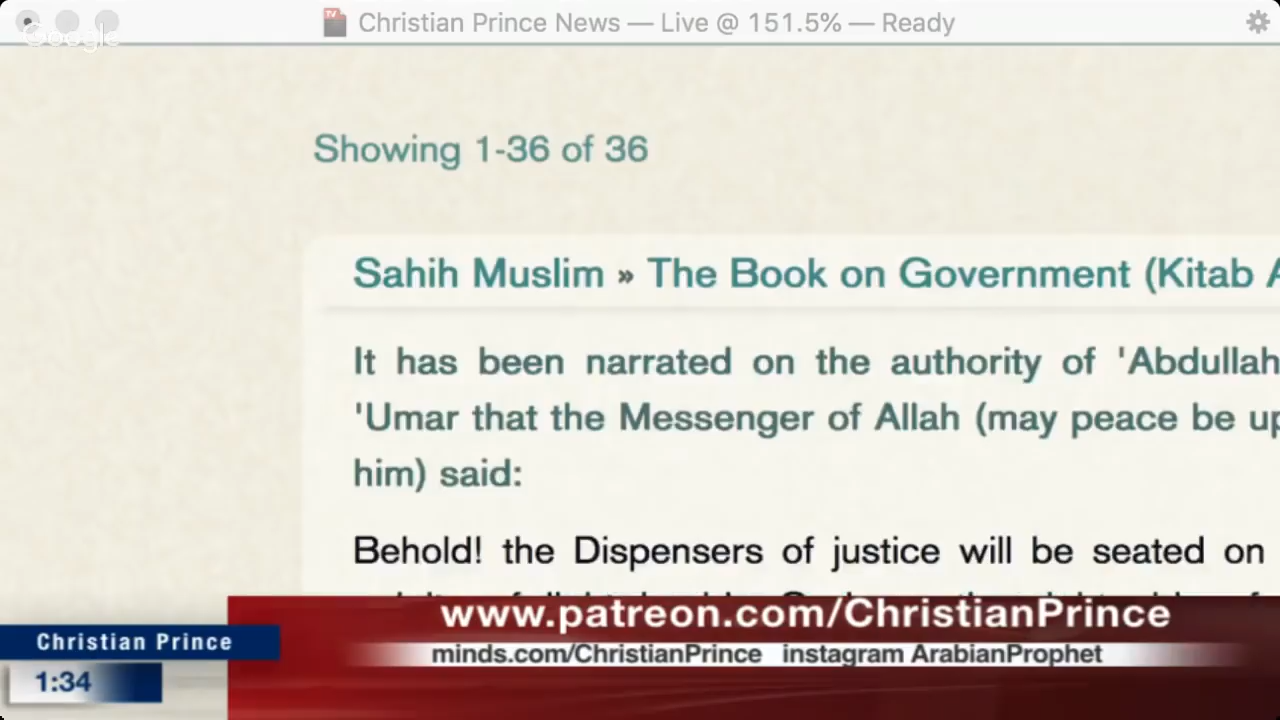 Christian Prince News — Live @ 151.5% — Ready
Google
Showing 1-36 of 36
Sahih Muslim » The Book on Government (Kitab A
It has been narrated on the authority of 'Abdullah
'Umar that the Messenger of Allah (may peace be up
him) said:
Behold! the Dispensers of justice will be seated on
www.patreon.com/ChristianPrince
Christian Prince
minds.com/ChristianPrince instagram ArabianProphet
1:34